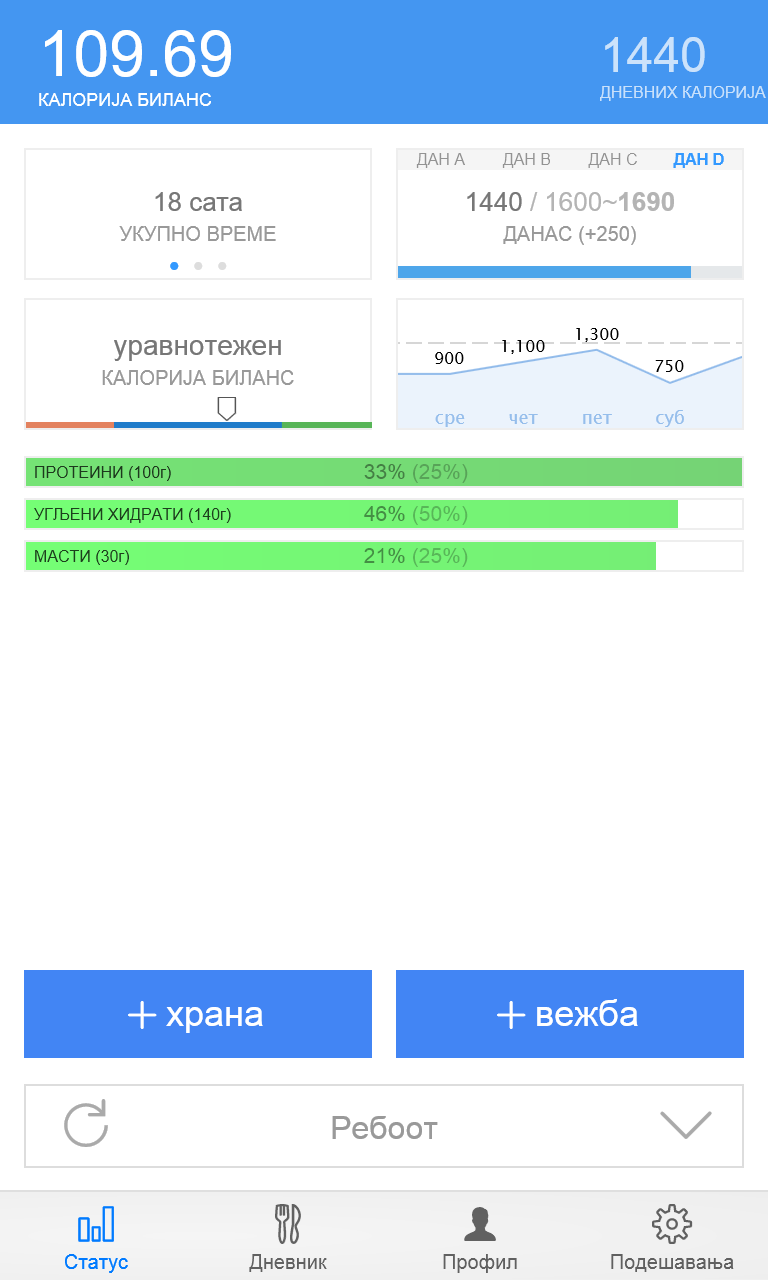 109.69
КАЛОРИЈА БИЛАНС
1440
ДНЕВНИХ КАЛОРИЈА
18 сата
УКУПНО ВРЕМЕ
ДАН A ДАН B ДАН C ДАН D
1440 / 1600~1690
ДАНАС (+250)
уравнотежен
КАЛОРИЈА БИЛАНС
900 1,100 1,300 750
сре чет пет суб
ПРОТЕИНИ (100г) 33% (25%)
УГЉЕНИ ХИДРАТИ (140г) 46% (50%)
МАСТИ (30г) 21% (25%)
+ храна
+ вежба
Ребоот
Статус Дневник Профил Подешавања